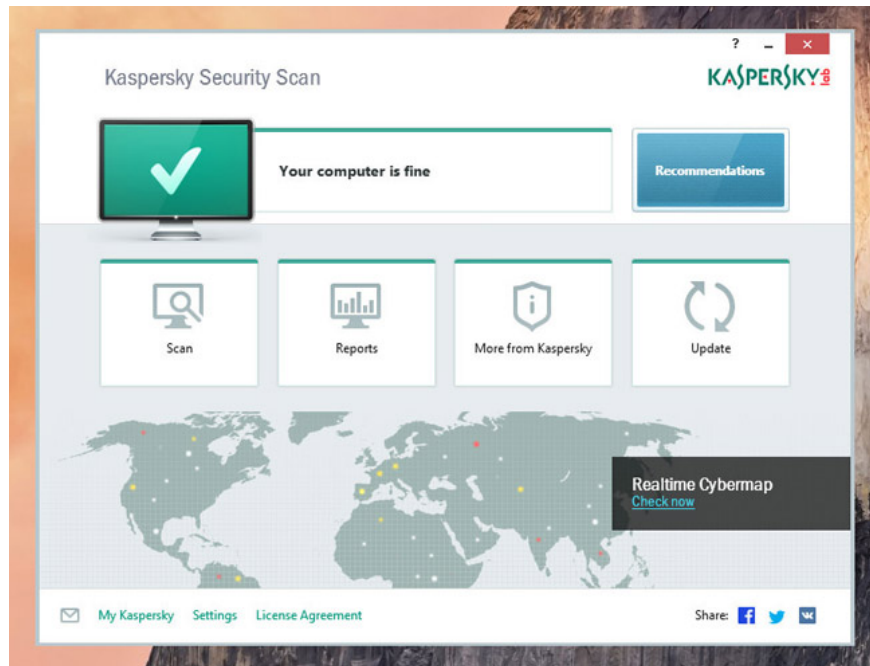 ? _ ×
Kaspersky Security Scan
KASPERSKY lab
Your computer is fine
Recommendations
Scan
Reports
More from Kaspersky
Update
Realtime Cybermap
Check now
My Kaspersky Settings License Agreement
Share: